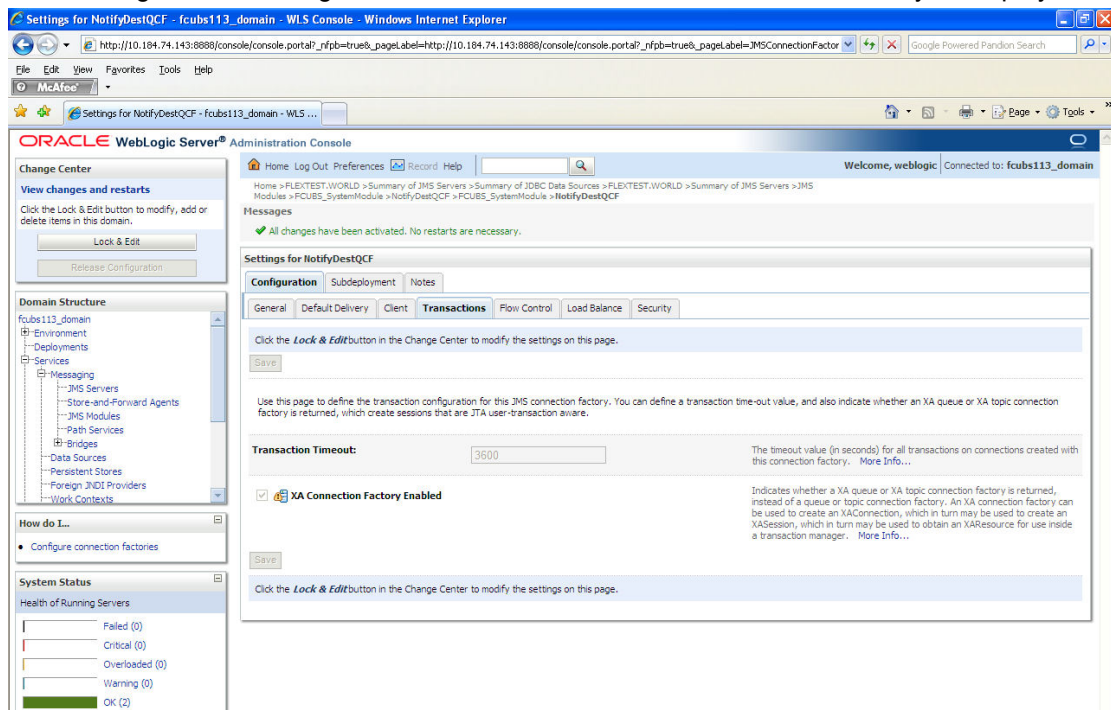 Settings for NotifyDestQCF - fcubs113_domain - WLS Console - Windows Internet Explorer
http://10.184.74.143:8888/console/console.portal?_nfpb=true&_pageLabel=http://10.184.74.143:8888/console/console.portal?_nfpb=true&_pageLabel=JMSConnectionFactor
Google Powered Pandion Search
File Edit View Favorites Tools Help
McAfee
Settings for NotifyDestQCF - fcubs113_domain - WLS ...
Page Tools
ORACLE WebLogic Server® Administration Console
Change Center
View changes and restarts
Click the Lock & Edit button to modify, add or
delete items in this domain.
Lock & Edit
Release Configuration
Domain Structure
fcubs113_domain
Environment
Deployments
Services
Messaging
JMS Servers
Store-and-Forward Agents
JMS Modules
Path Services
Bridges
Data Sources
Persistent Stores
Foreign JNDI Providers
Work Contexts
How do I...
Configure connection factories
System Status
Health of Running Servers
Failed (0)
Critical (0)
Overloaded (0)
Warning (0)
OK (2)
Home Log Out Preferences Record Help
Welcome, weblogic Connected to: fcubs113_domain
Home >FLEXTEST.WORLD >Summary of JMS Servers >Summary of JDBC Data Sources >FLEXTEST.WORLD >Summary of JMS Servers >JMS
Modules >FCUBS_SystemModule >NotifyDestQCF >FCUBS_SystemModule >NotifyDestQCF
Messages
All changes have been activated. No restarts are necessary.
Settings for NotifyDestQCF
Configuration Subdeployment Notes
General Default Delivery Client Transactions Flow Control Load Balance Security
Click the Lock & Edit button in the Change Center to modify the settings on this page.
Save
Use this page to define the transaction configuration for this JMS connection factory. You can define a transaction time-out value, and also indicate whether an XA queue or XA topic connection
factory is returned, which create sessions that are JTA user-transaction aware.
Transaction Timeout:
3600
The timeout value (in seconds) for all transactions on connections created with
this connection factory. More Info...
XA Connection Factory Enabled
Indicates whether a XA queue or XA topic connection factory is returned,
instead of a queue or topic connection factory. An XA connection factory can
be used to create an XAConnection, which in turn may be used to create an
XASession, which in turn may be used to obtain an XAResource for use inside
a transaction manager. More Info...
Save
Click the Lock & Edit button in the Change Center to modify the settings on this page.